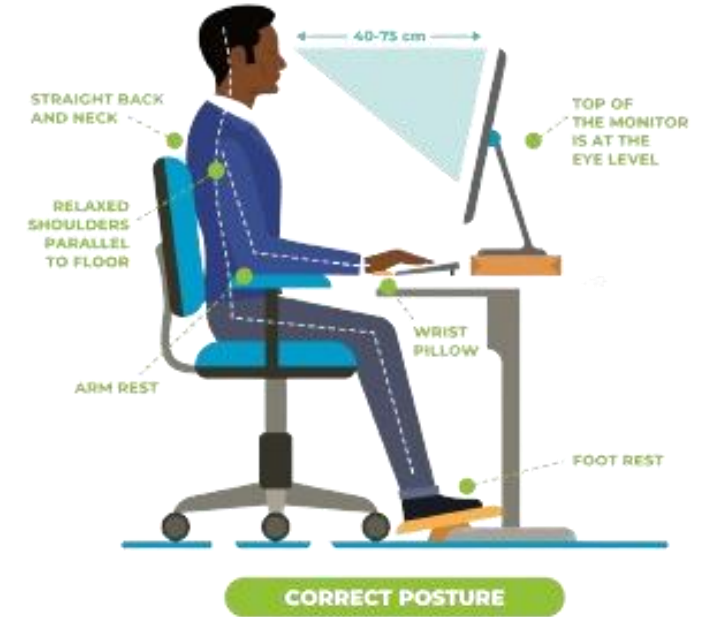 40-75 cm
STRAIGHT BACK
AND NECK
TOP OF
THE MONITOR
IS AT THE
EYE LEVEL
RELAXED
SHOULDERS
PARALLEL
TO FLOOR
WRIST
PILLOW
ARM REST
FOOT REST
CORRECT POSTURE